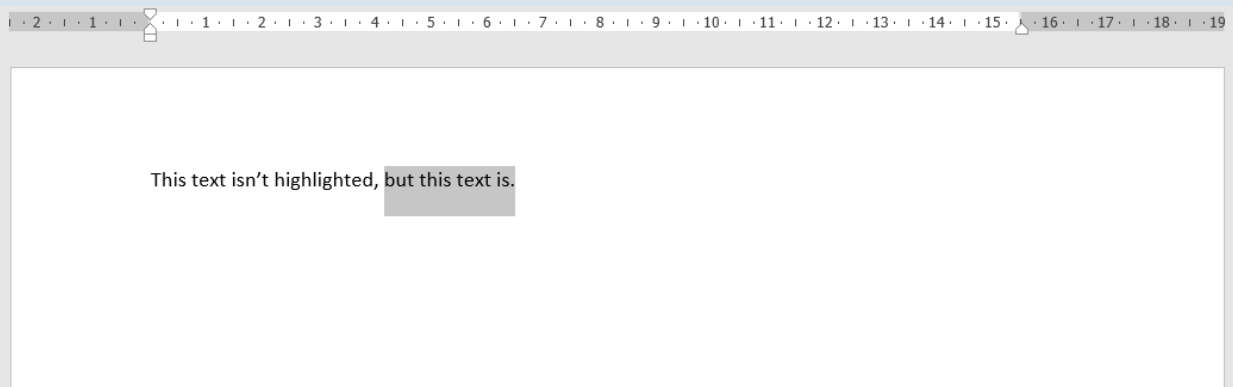 2 1 1 2 3 4 5 6 7 8 9 10 11 12 13 14 15 16 17 18 19
This text isn’t highlighted, but this text is.